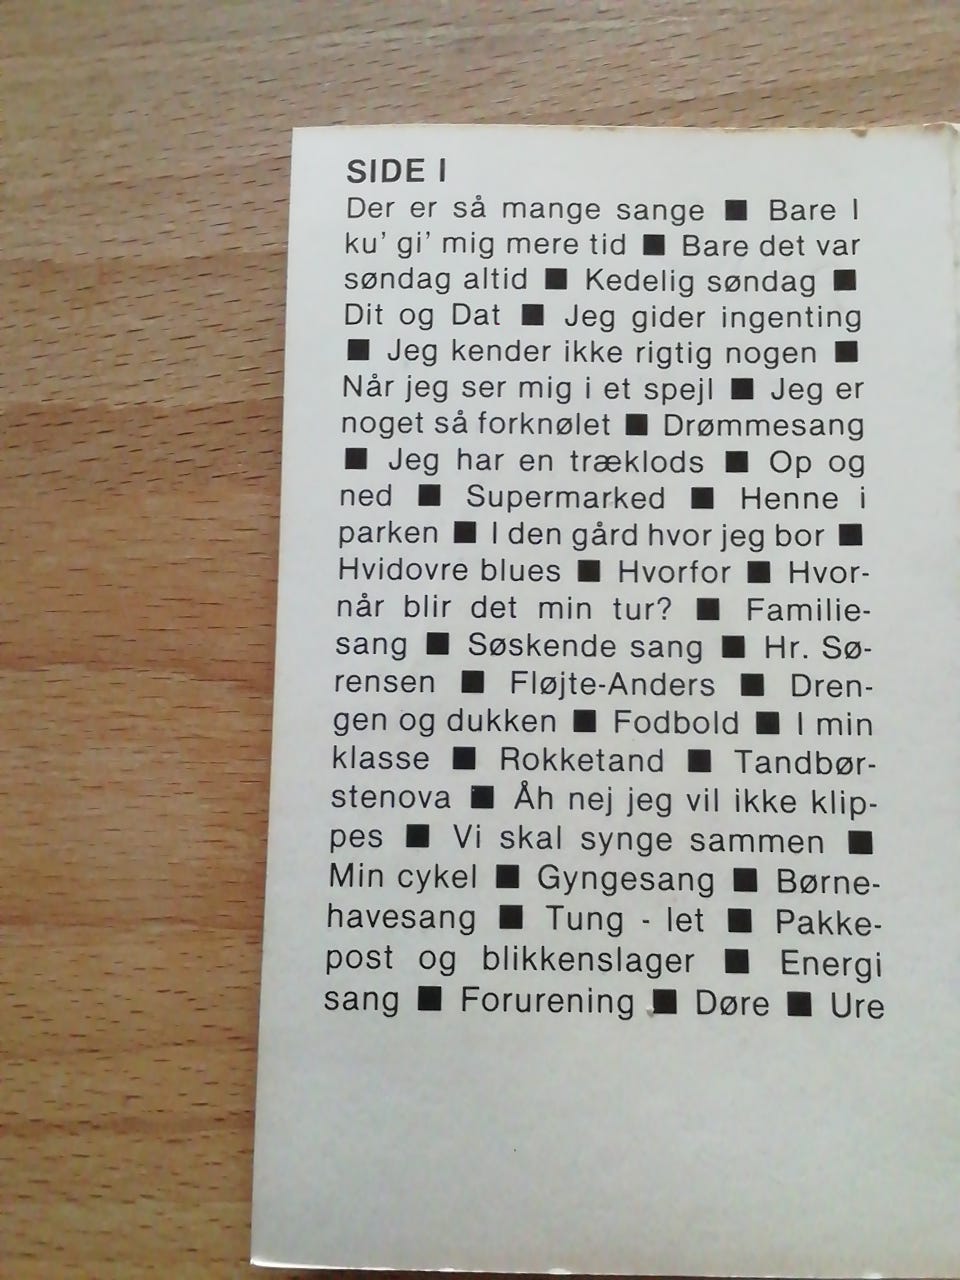 SIDE I
Der er så mange sange ■ Bare I
ku' gi' mig mere tid ■ Bare det var
søndag altid ■ Kedelig søndag ■
Dit og Dat ■ Jeg gider ingenting
■ Jeg kender ikke rigtig nogen ■
Når jeg ser mig i et spejl ■ Jeg er
noget så forknølet ■ Drømmesang
■ Jeg har en træklods ■ Op og
ned ■ Supermarked ■ Henne i
parken ■ I den gård hvor jeg bor ■
Hvidovre blues ■ Hvorfor ■ Hvor-
når blir det min tur? ■ Familie-
sang ■ Søskende sang ■ Hr. Sø-
rensen ■ Fløjte-Anders ■ Dren-
gen og dukken ■ Fodbold ■ I min
klasse ■ Rokketand ■ Tandbør-
stenova ■ Åh nej jeg vil ikke klip-
pes ■ Vi skal synge sammen ■
Min cykel ■ Gyngesang ■ Børne-
havesang ■ Tung - let ■ Pakke-
post og blikkenslager ■ Energi
sang ■ Forurening ■ Døre ■ Ure